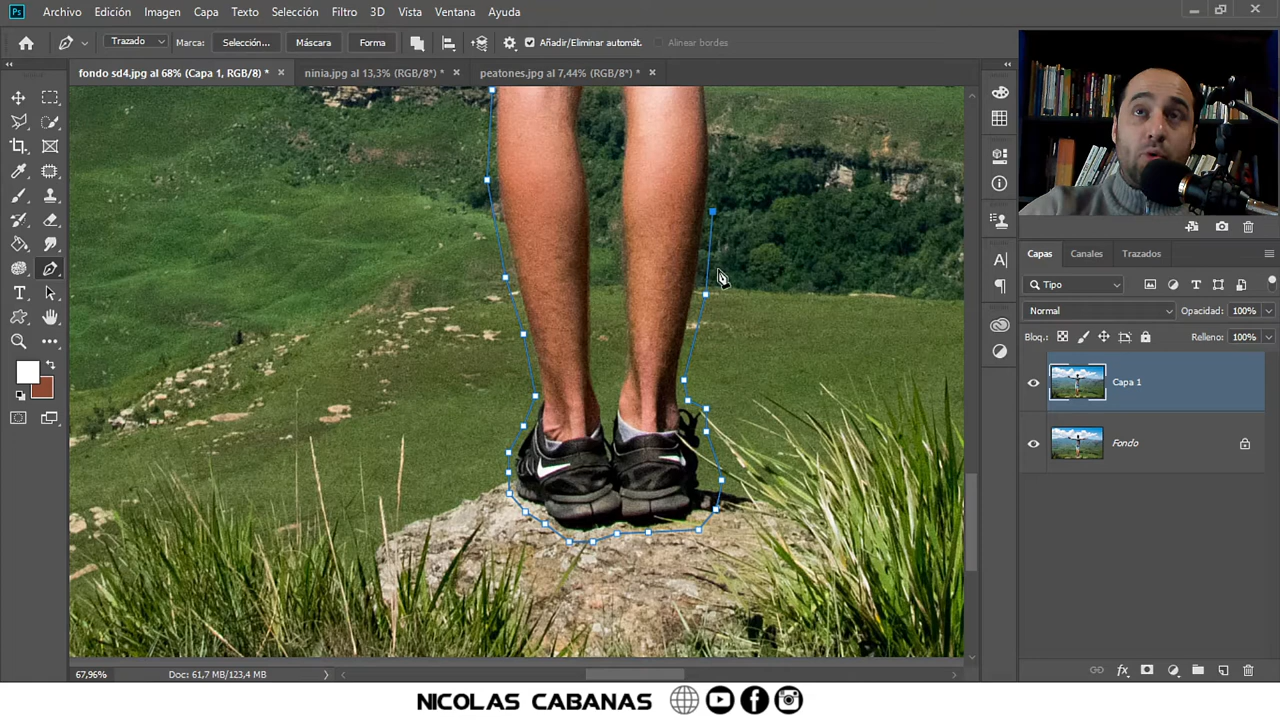 Ps Archivo Edición Imagen Capa Texto Selección Filtro 3D Vista Ventana Ayuda
Trazado Marca: Selección... Máscara Forma Añadir/Eliminar automát. Alinear bordes
fondo sd4.jpg al 68% (Capa 1, RGB/8) * ninia.jpg al 13,3% (RGB/8*) * peatones.jpg al 7,44% (RGB/8*) *
Capas Canales Trazados
Tipo
Normal Opacidad: 100%
Bloq.: Relleno: 100%
Capa 1
Fondo
67,96% Doc: 61,7 MB/123,4 MB
NICOLAS CABANAS